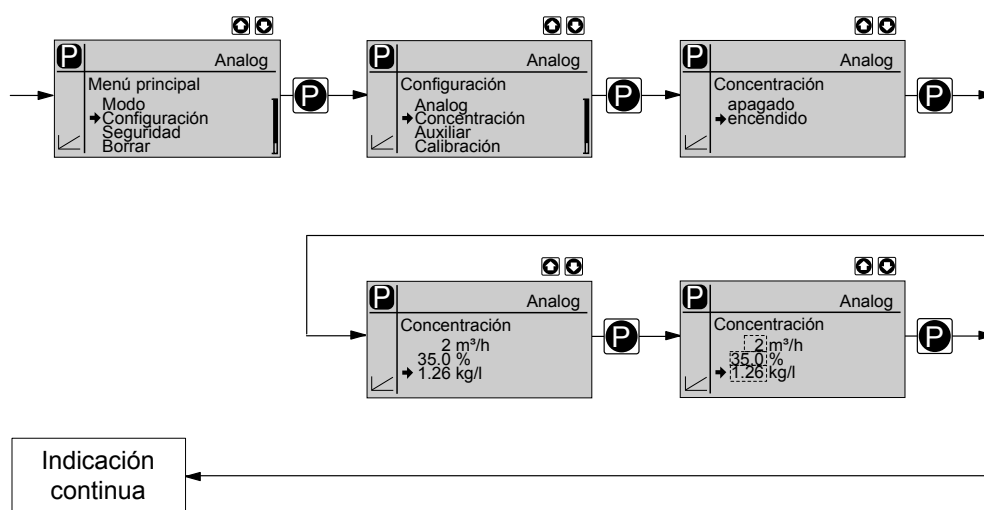 P Analog
Menú principal
Modo
Configuración
Seguridad
Borrar
P
P Analog
Configuración
Analog
Concentración
Auxiliar
Calibración
P
P Analog
Concentración
apagado
encendido
P
P Analog
Concentración
2 m³/h
35.0 %
1.26 kg/l
P
P Analog
Concentración
2 m³/h
35.0 %
1.26 kg/l
P
Indicación
continua